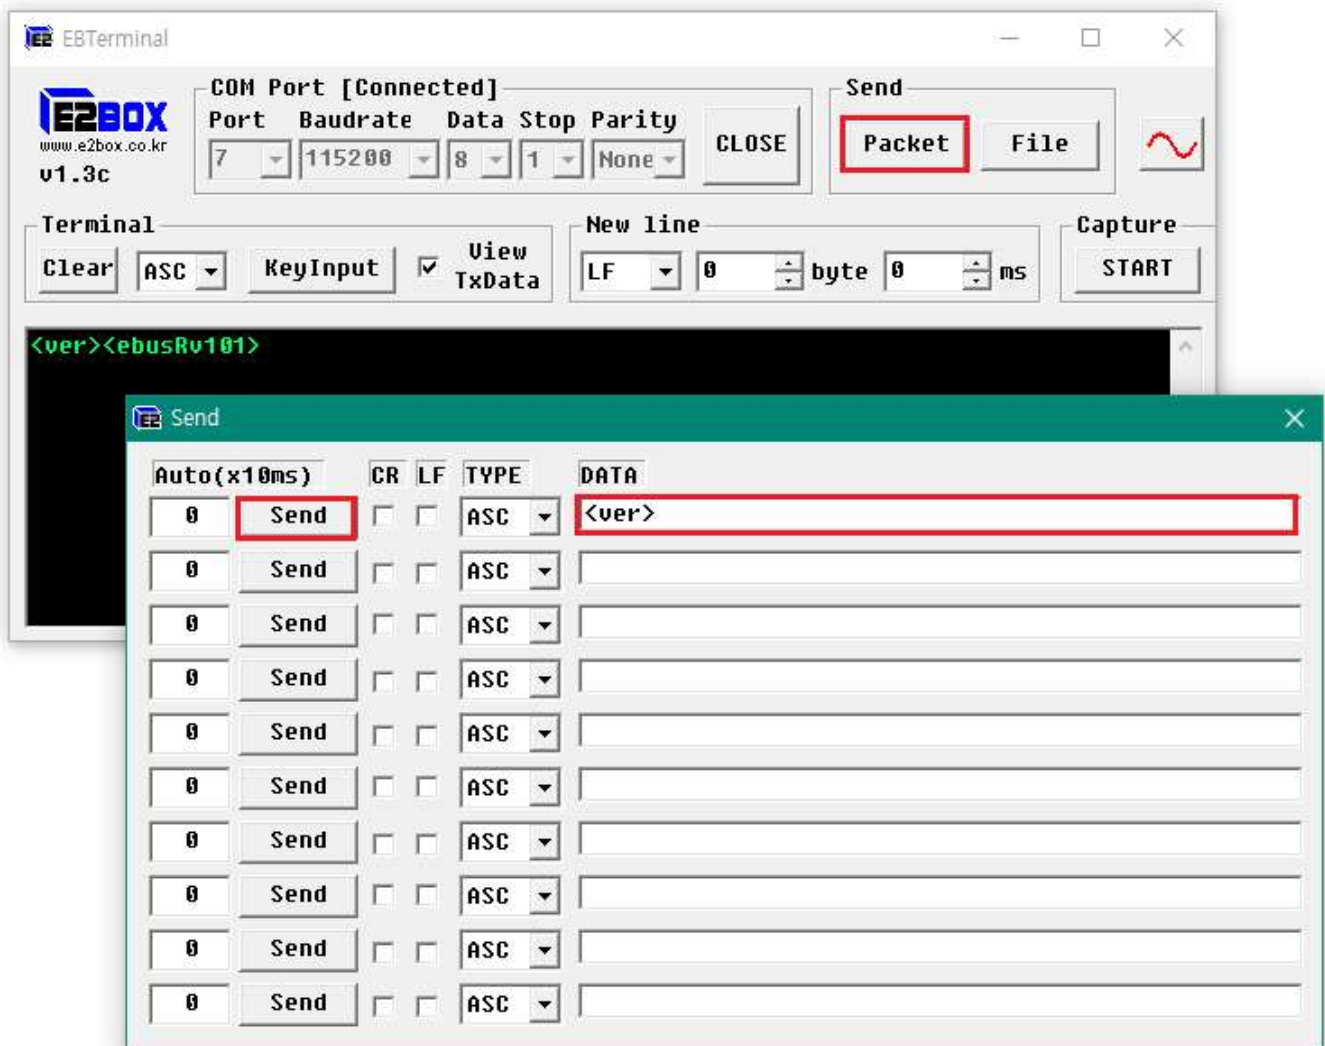 EBTerminal
E2BOX
www.e2box.co.kr
v1.3c
COM Port [Connected]
Port Baudrate Data Stop Parity
7 115200 8 1 None
CLOSE
Send
Packet File
Terminal
Clear ASC KeyInput View TxData
New line
LF 0 byte 0 ms
Capture
START
<ver><ebusRv101>
E2 Send
Auto(x10ms) CR LF TYPE DATA
0 Send ASC <ver>
0 Send ASC
0 Send ASC
0 Send ASC
0 Send ASC
0 Send ASC
0 Send ASC
0 Send ASC
0 Send ASC
0 Send ASC